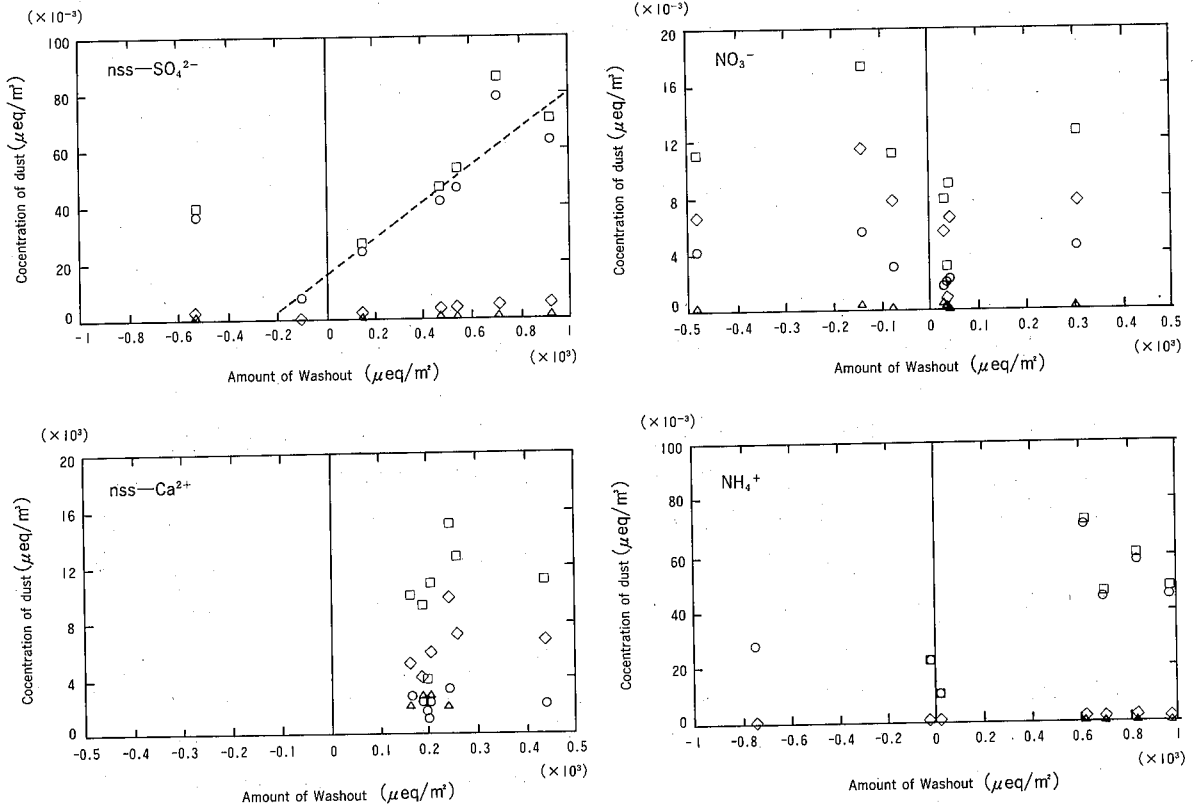 (×10⁻³)
100
80
60
40
20
0
nss—SO₄²⁻
Cocentration of dust (μeq/m³)
-1 -0.8 -0.6 -0.4 -0.2 0 0.2 0.4 0.6 0.8 1
(×10³)
Amount of Washout (μeq/m²)
(×10⁻³)
20
16
12
8
4
0
NO₃⁻
Cocentration of dust (μeq/m³)
-0.5 -0.4 -0.3 -0.2 -0.1 0 0.1 0.2 0.3 0.4 0.5
(×10³)
Amount of Washout (μeq/m²)
(×10³)
20
16
12
8
4
0
nss—Ca²⁺
Cocentration of dust (μeq/m³)
-0.5 -0.4 -0.3 -0.2 -0.1 0 0.1 0.2 0.4 0.3 0.5
(×10³)
Amount of Washout (μeq/m²)
(×10⁻³)
100
80
60
40
20
0
NH₄⁺
Cocentration of dust (μeq/m³)
-1 -0.8 -0.6 -0.4 -0.2 0 0.2 0.4 0.6 0.8 1
(×10³)
Amount of Washout (μeq/m²)